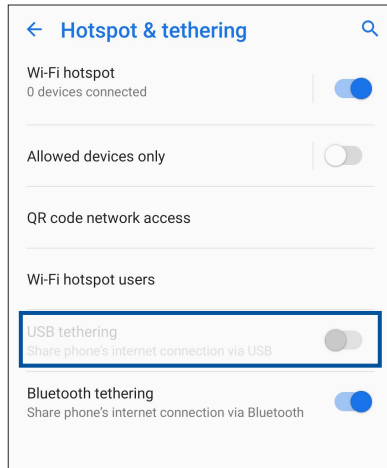 Hotspot & tethering
Wi-Fi hotspot
0 devices connected
Allowed devices only
QR code network access
Wi-Fi hotspot users
USB tethering
Share phone's internet connection via USB
Bluetooth tethering
Share phone's internet connection via Bluetooth